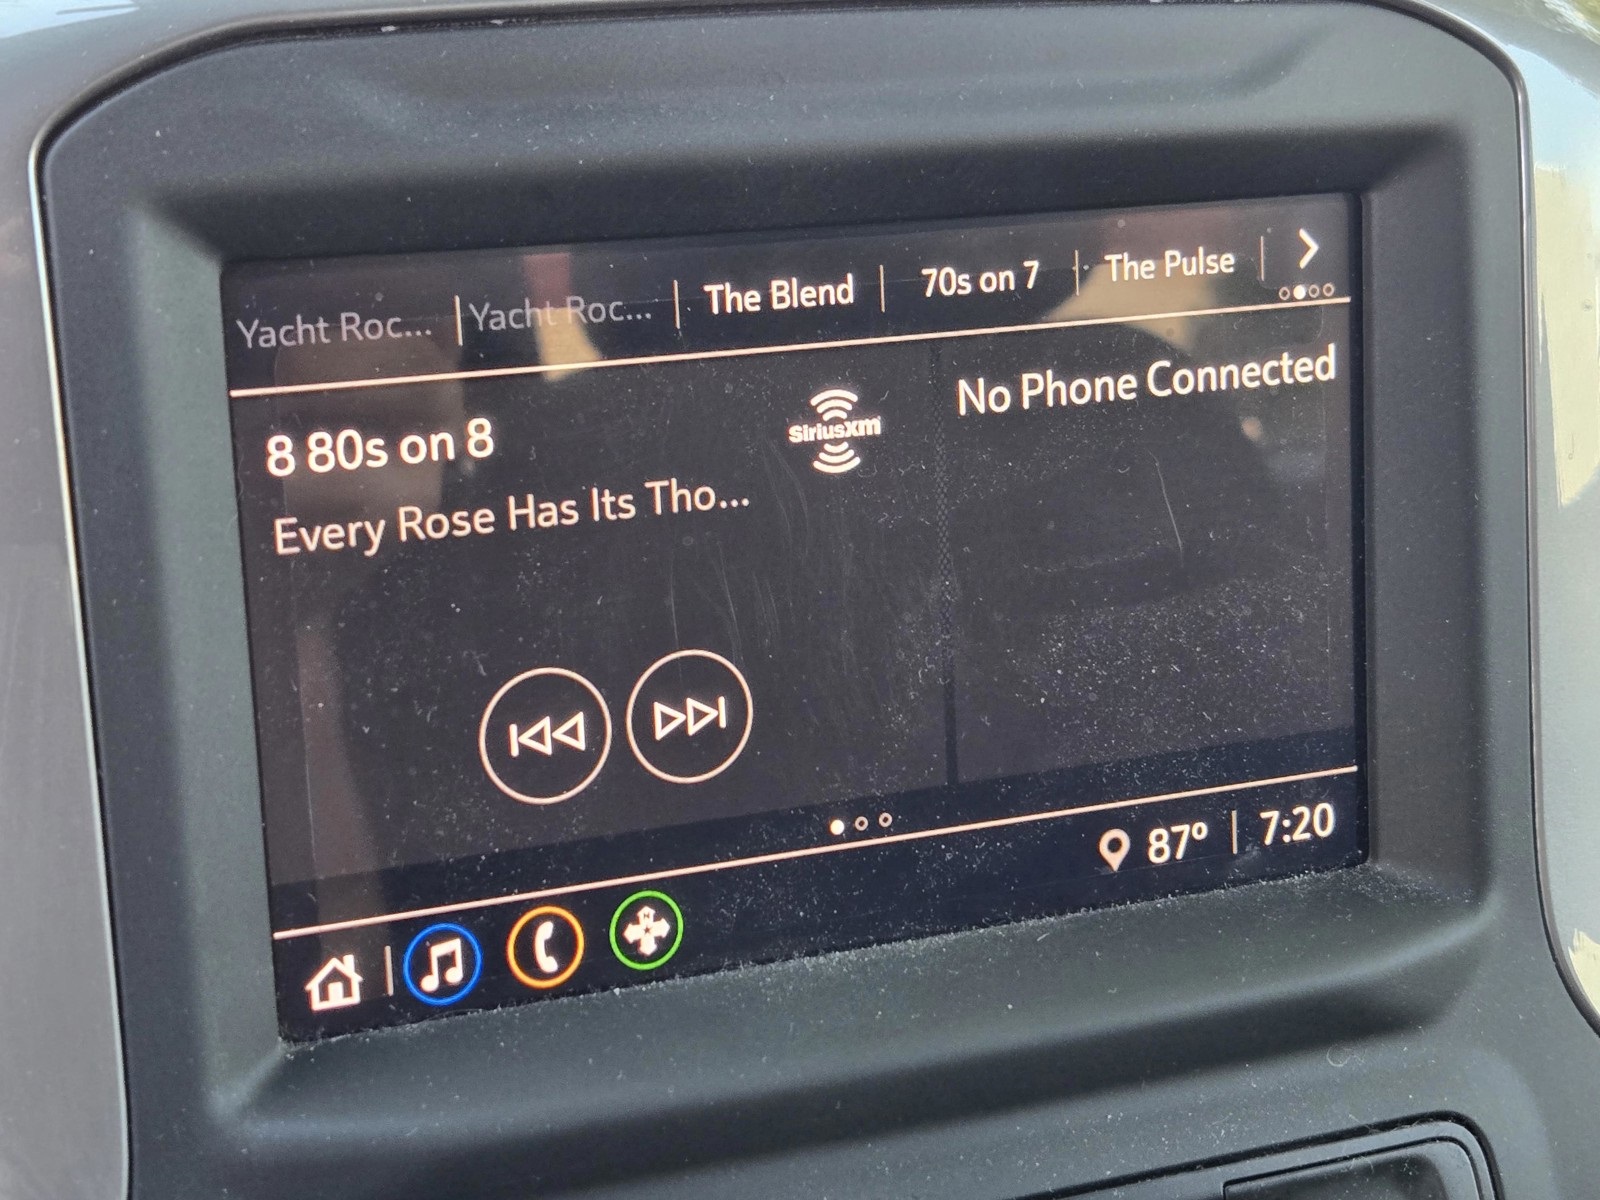 Yacht Roc...
Yacht Roc...
The Blend
70s on 7
The Pulse
8 80s on 8
SiriusXM
No Phone Connected
Every Rose Has Its Tho...
87°
7:20